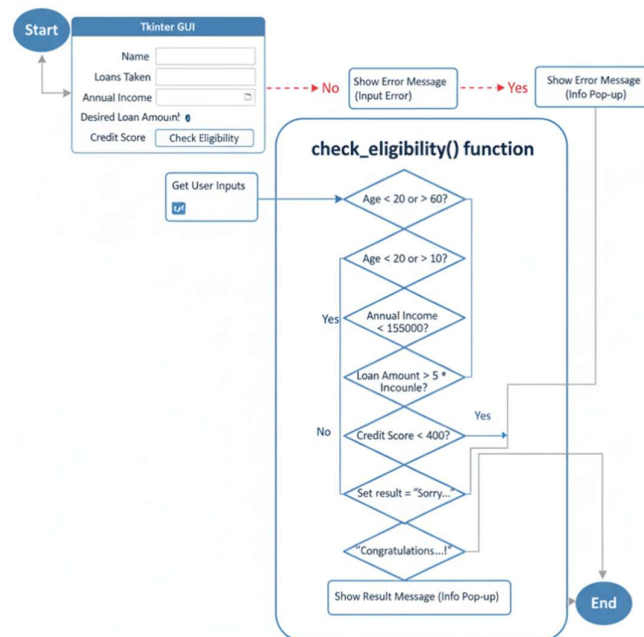 Start
Tkinter GUI
Name
Loans Taken
Annual Income
Desired Loan Amount
Credit Score
Check Eligibility
No
Show Error Message
(Input Error)
Yes
Show Error Message
(Info Pop-up)
check_eligibility() function
Get User Inputs
Age < 20 or > 60?
Age < 20 or > 10?
Yes
Annual Income
< 155000?
Loan Amount > 5 *
Incounle?
No
Credit Score < 400?
Yes
Set result = "Sorry..."
"Congratulations...!"
Show Result Message (Info Pop-up)
End